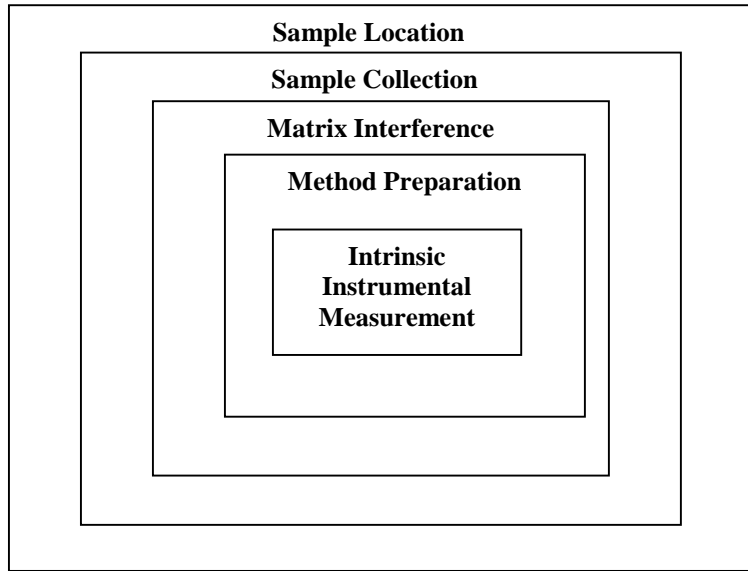 Sample Location
Sample Collection
Matrix Interference
Method Preparation
Intrinsic
Instrumental
Measurement